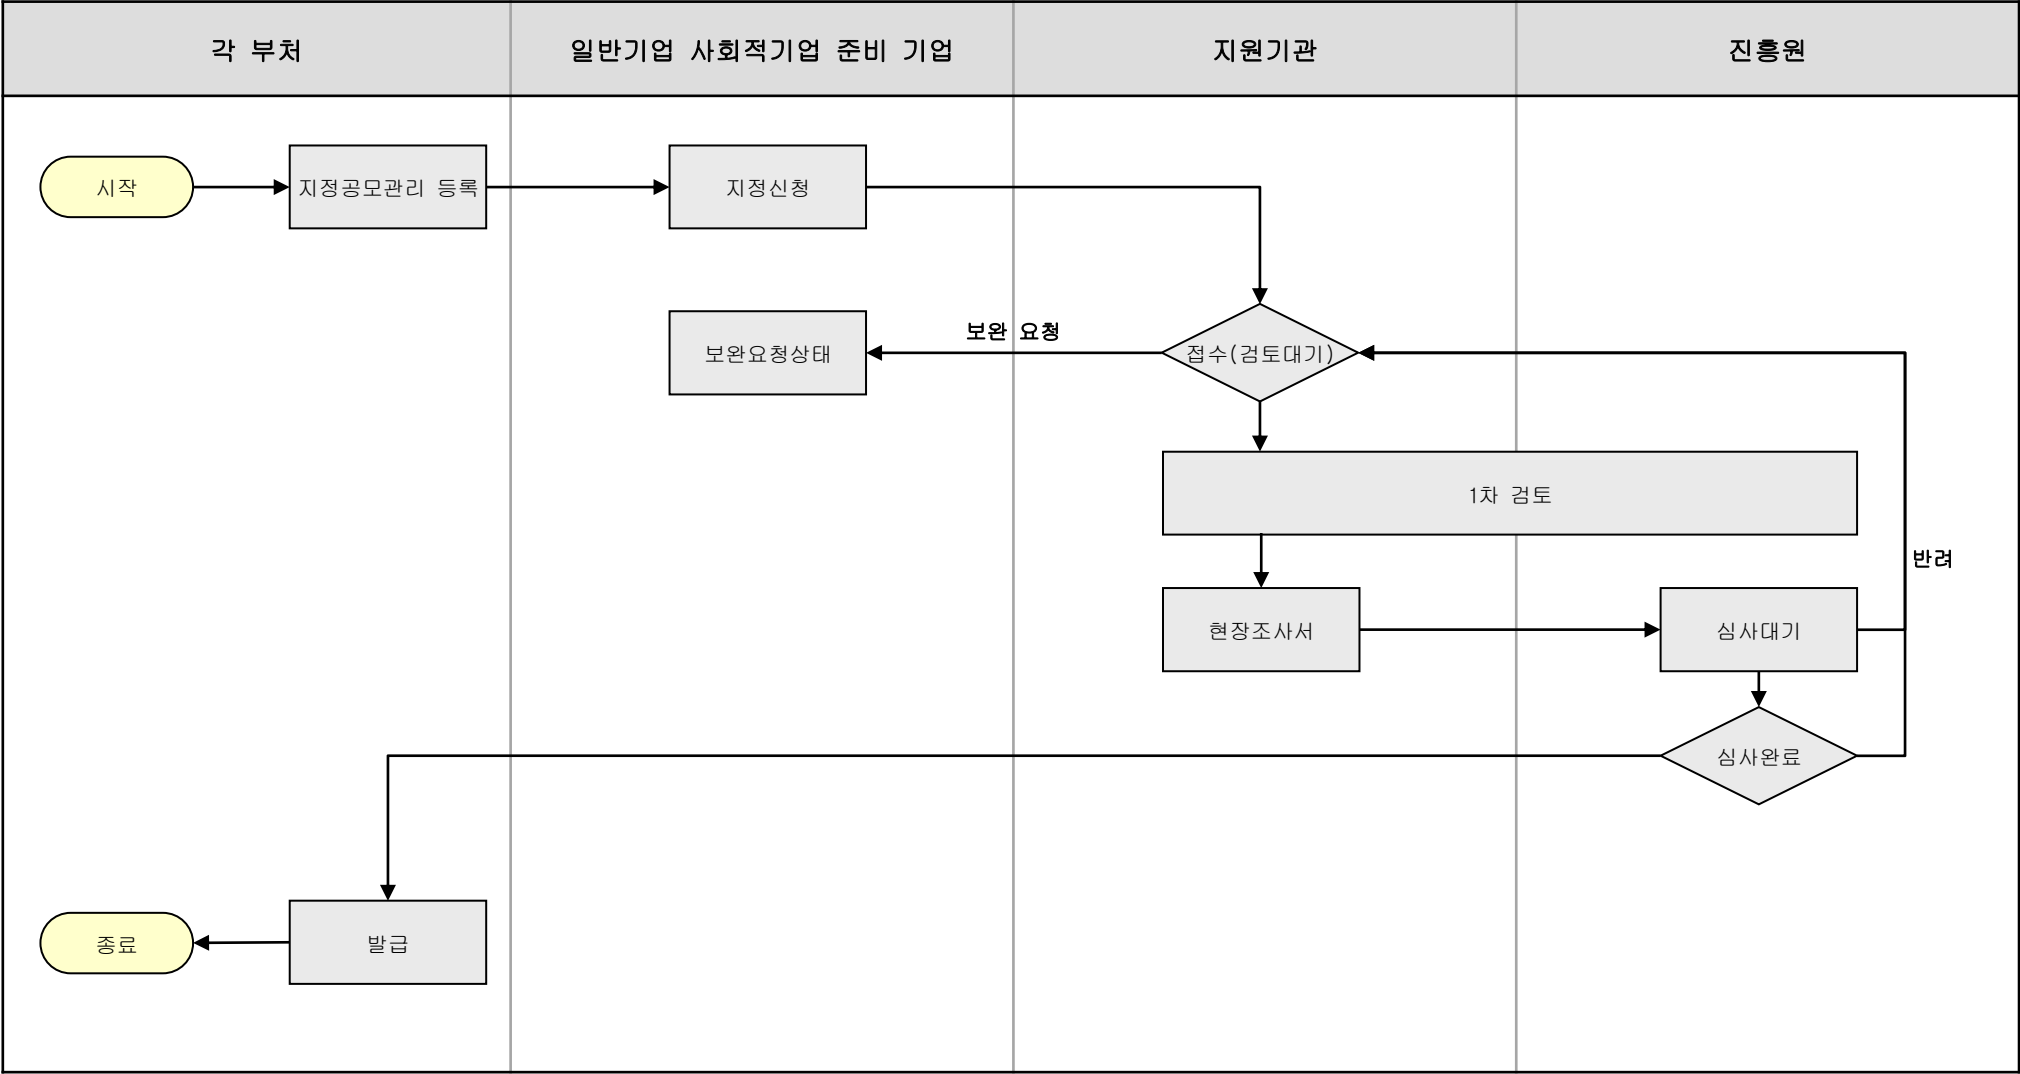 각 부처
일반기업 사회적기업 준비 기업
지원기관
진흥원
시작
지정공모관리 등록
지정신청
보완요청상태
보완 요청
접수(검토대기)
1차 검토
반려
현장조사서
심사대기
심사완료
종료
발급